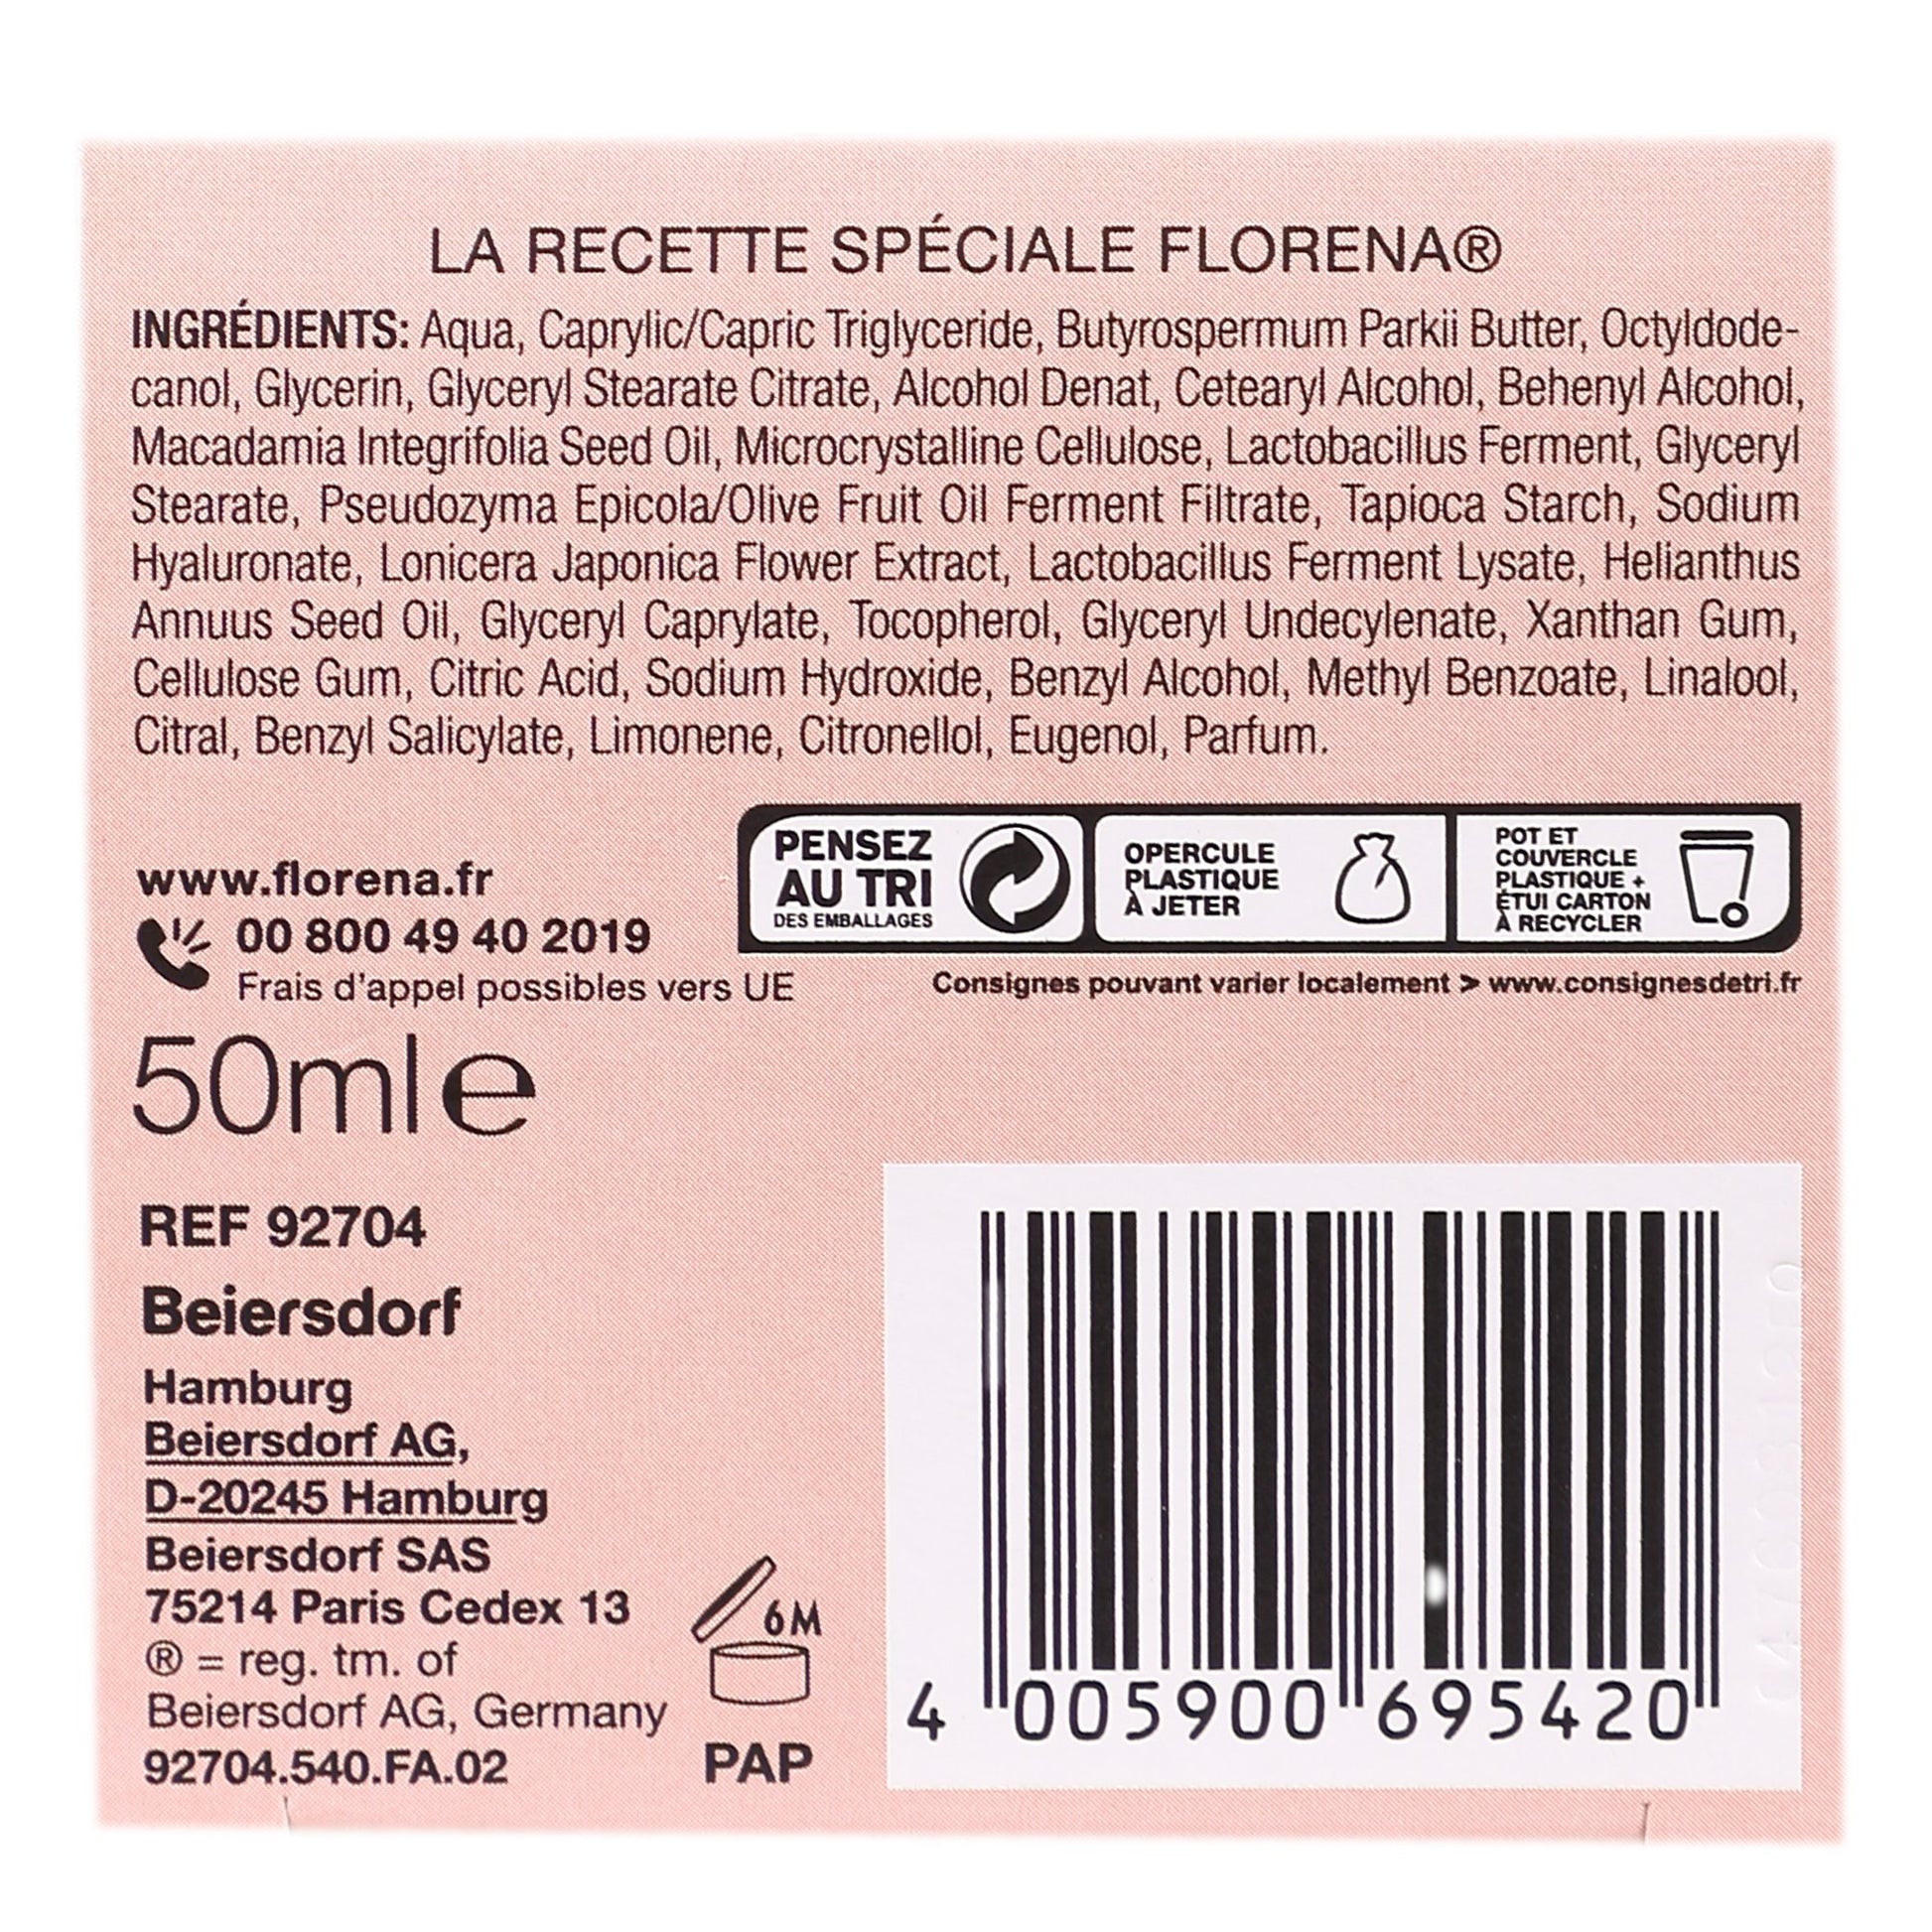 LA RECETTE SPÉCIALE FLORENA®
INGRÉDIENTS: Aqua, Caprylic/Capric Triglyceride, Butyrospermum Parkii Butter, Octyldode-
canol, Glycerin, Glyceryl Stearate Citrate, Alcohol Denat, Cetearyl Alcohol, Behenyl Alcohol,
Macadamia Integrifolia Seed Oil, Microcrystalline Cellulose, Lactobacillus Ferment, Glyceryl
Stearate, Pseudozyma Epicola/Olive Fruit Oil Ferment Filtrate, Tapioca Starch, Sodium
Hyaluronate, Lonicera Japonica Flower Extract, Lactobacillus Ferment Lysate, Helianthus
Annuus Seed Oil, Glyceryl Caprylate, Tocopherol, Glyceryl Undecylenate, Xanthan Gum,
Cellulose Gum, Citric Acid, Sodium Hydroxide, Benzyl Alcohol, Methyl Benzoate, Linalool,
Citral, Benzyl Salicylate, Limonene, Citronellol, Eugenol, Parfum.
www.florena.fr
00 800 49 40 2019
Frais d'appel possibles vers UE
PENSEZ
AU TRI
DES EMBALLAGES
OPERCULE
PLASTIQUE
À JETER
POT ET
COUVERCLE
PLASTIQUE +
ÉTUI CARTON
À RECYCLER
Consignes pouvant varier localement > www.consignesdetri.fr
50ml e
REF 92704
Beiersdorf
Hamburg
Beiersdorf AG,
D-20245 Hamburg
Beiersdorf SAS
75214 Paris Cedex 13
® = reg. tm. of
Beiersdorf AG, Germany
92704.540.FA.02
6M
PAP
4 005900 695420